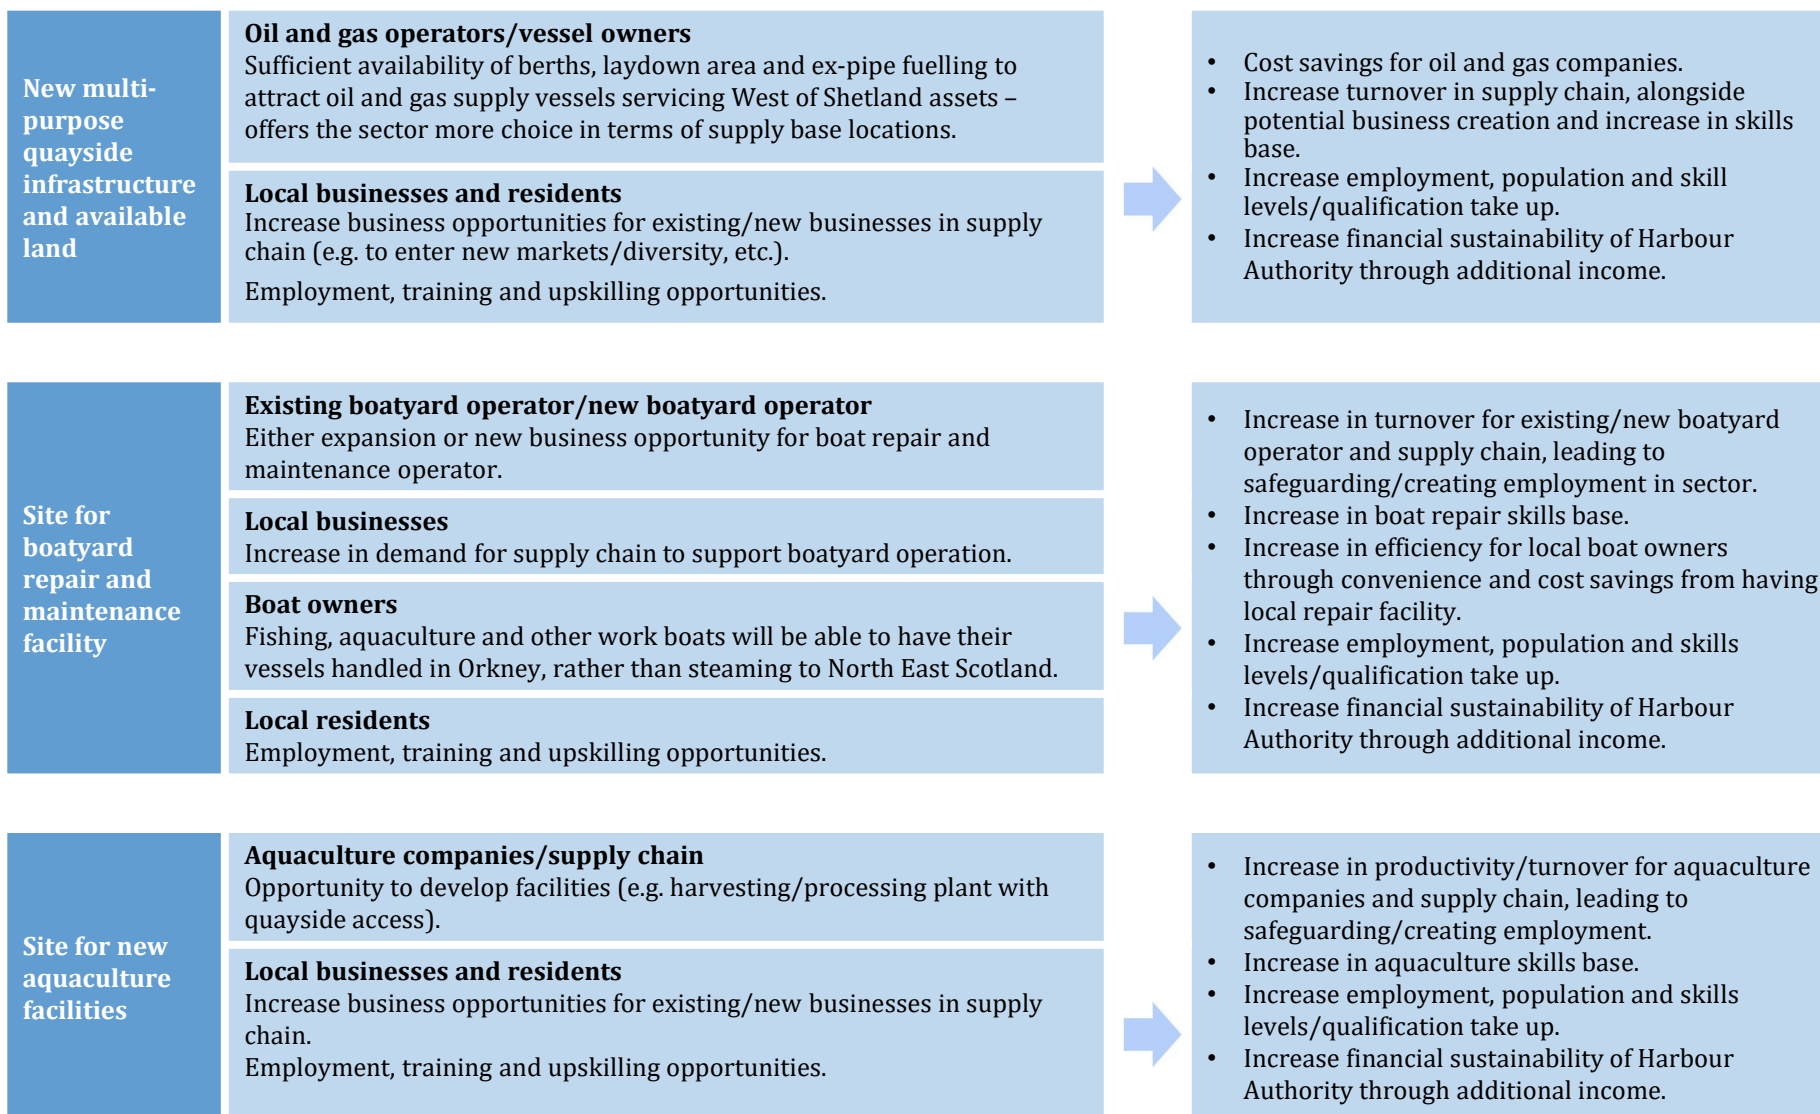 New multi-
purpose
quayside
infrastructure
and available
land
Oil and gas operators/vessel owners
Sufficient availability of berths, laydown area and ex-pipe fuelling to
attract oil and gas supply vessels servicing West of Shetland assets –
offers the sector more choice in terms of supply base locations.
Local businesses and residents
Increase business opportunities for existing/new businesses in supply
chain (e.g. to enter new markets/diversity, etc.).
Employment, training and upskilling opportunities.
• Cost savings for oil and gas companies.
• Increase turnover in supply chain, alongside
potential business creation and increase in skills
base.
• Increase employment, population and skill
levels/qualification take up.
• Increase financial sustainability of Harbour
Authority through additional income.
Site for
boatyard
repair and
maintenance
facility
Existing boatyard operator/new boatyard operator
Either expansion or new business opportunity for boat repair and
maintenance operator.
Local businesses
Increase in demand for supply chain to support boatyard operation.
Boat owners
Fishing, aquaculture and other work boats will be able to have their
vessels handled in Orkney, rather than steaming to North East Scotland.
Local residents
Employment, training and upskilling opportunities.
• Increase in turnover for existing/new boatyard
operator and supply chain, leading to
safeguarding/creating employment in sector.
• Increase in boat repair skills base.
• Increase in efficiency for local boat owners
through convenience and cost savings from having
local repair facility.
• Increase employment, population and skills
levels/qualification take up.
• Increase financial sustainability of Harbour
Authority through additional income.
Site for new
aquaculture
facilities
Aquaculture companies/supply chain
Opportunity to develop facilities (e.g. harvesting/processing plant with
quayside access).
Local businesses and residents
Increase business opportunities for existing/new businesses in supply
chain.
Employment, training and upskilling opportunities.
• Increase in productivity/turnover for aquaculture
companies and supply chain, leading to
safeguarding/creating employment.
• Increase in aquaculture skills base.
• Increase employment, population and skills
levels/qualification take up.
• Increase financial sustainability of Harbour
Authority through additional income.